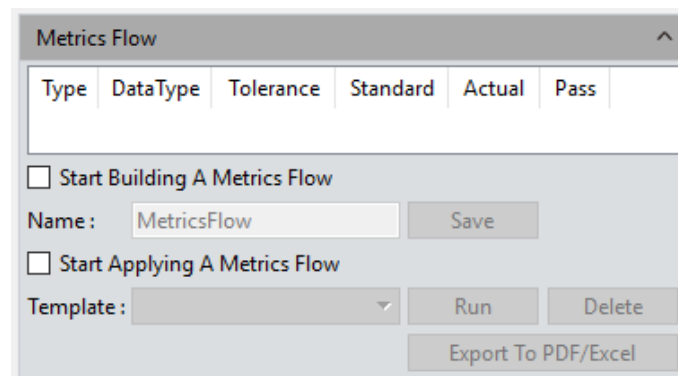 Metrics Flow
Type DataType Tolerance Standard Actual Pass
Start Building A Metrics Flow
Name : MetricsFlow Save
Start Applying A Metrics Flow
Template : Run Delete
Export To PDF/Excel